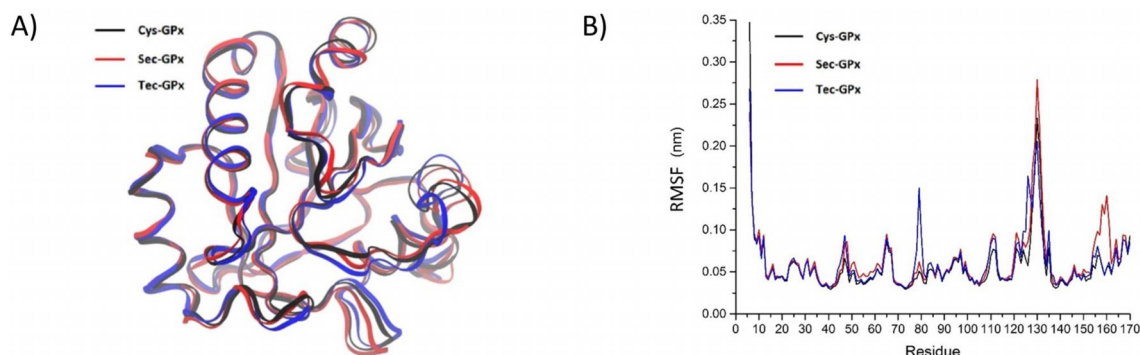 A)
Cys-GPx
Sec-GPx
Tec-GPx
B)
0.35
0.30
0.25
0.20
0.15
0.10
0.05
0.00
RMSF (nm)
Cys-GPx
Sec-GPx
Tec-GPx
0 10 20 30 40 50 60 70 80 90 100 110 120 130 140 150 160 170
Residue